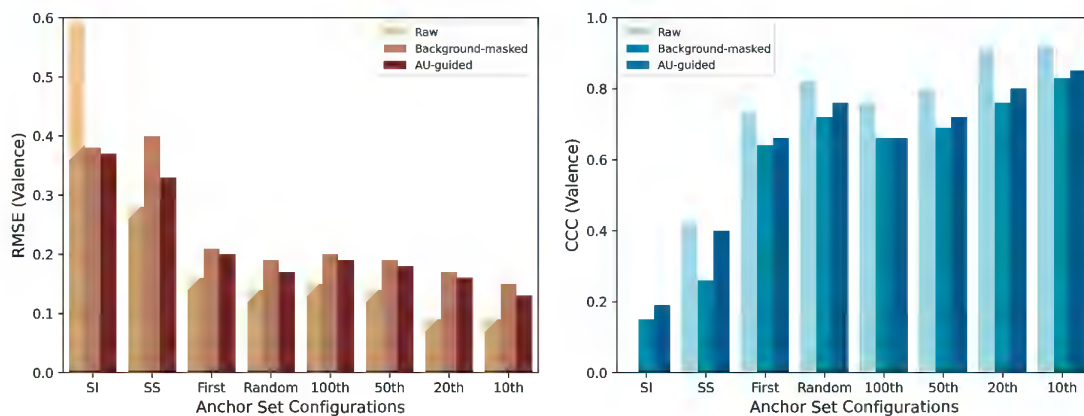 0.6
0.5
0.4
0.3
0.2
0.1
0.0
RMSE (Valence)
Raw
Background-masked
AU-guided
SI SS First Random 100th 50th 20th 10th
Anchor Set Configurations
1.0
0.8
0.6
0.4
0.2
0.0
CCC (Valence)
Raw
Background-masked
AU-guided
SI SS First Random 100th 50th 20th 10th
Anchor Set Configurations